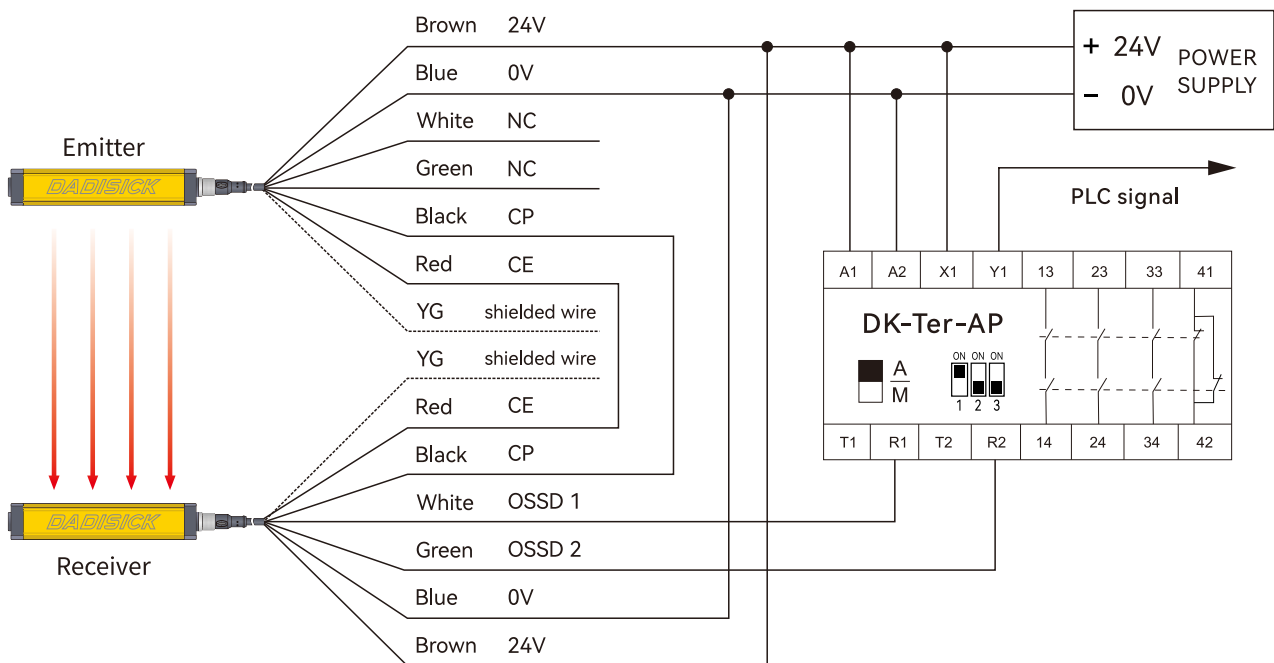 Brown 24V
Blue 0V
White NC
Green NC
Black CP
Red CE
YG shielded wire
YG shielded wire
Red CE
Black CP
White OSSD 1
Green OSSD 2
Blue 0V
Brown 24V
Emitter
DADISICK
DADISICK
Receiver
+ 24V
- 0V
POWER
SUPPLY
PLC signal
A1 A2 X1 Y1 13 23 33 41
DK-Ter-AP
A
M
ON ON ON
1 2 3
T1 R1 T2 R2 14 24 34 42